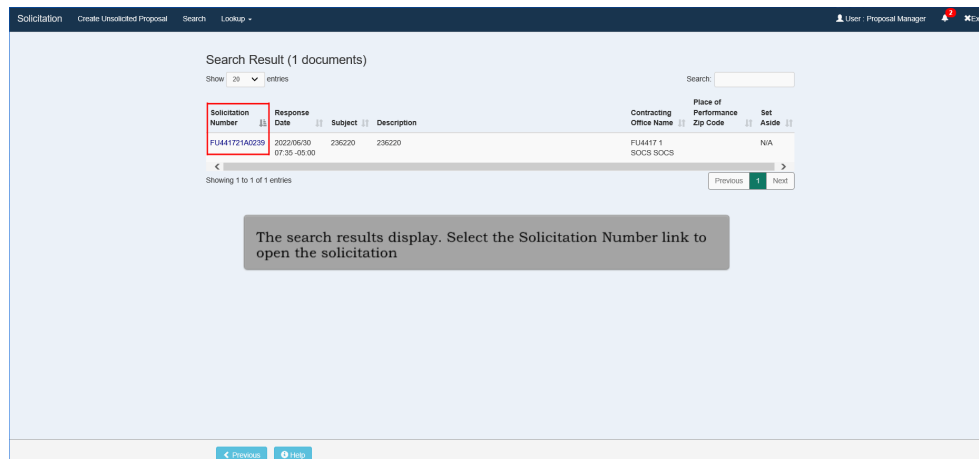 Solicitation Create Unsolicited Proposal Search Lookup User : Proposal Manager 2
Search Result (1 documents)
Show 20 entries Search:
Solicitation Number Response Date Subject Description Contracting Office Name Place of Performance Zip Code Set Aside
FU441721A0239 2022/06/30 07:35 -05:00 236220 236220 FU4417 1 SOCS SOCS N/A
Showing 1 to 1 of 1 entries Previous 1 Next
The search results display. Select the Solicitation Number link to
open the solicitation
Previous Help